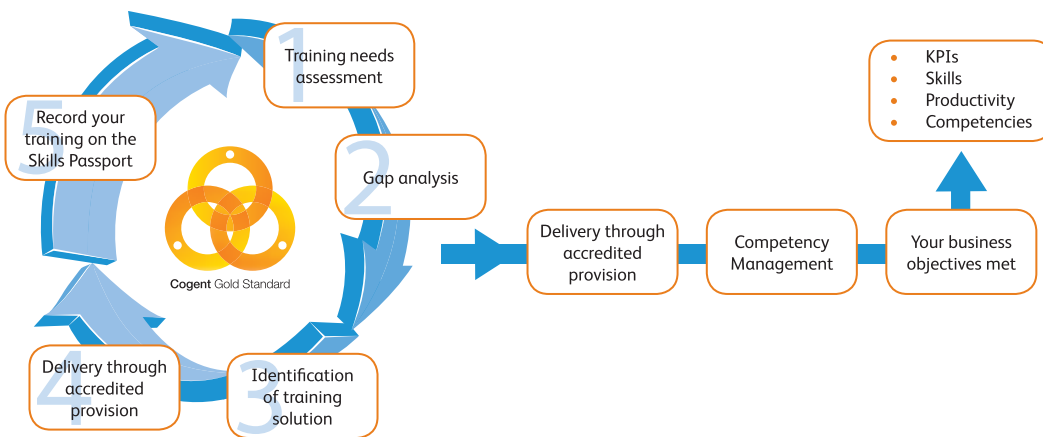 1
Training needs
assessment
2
Gap analysis
3
Identification
of training
solution
4
Delivery through
accredited
provision
5
Record your
training on the
Skills Passport
Cogent Gold Standard
Delivery through
accredited
provision
Competency
Management
Your business
objectives met
• KPIs
• Skills
• Productivity
• Competencies